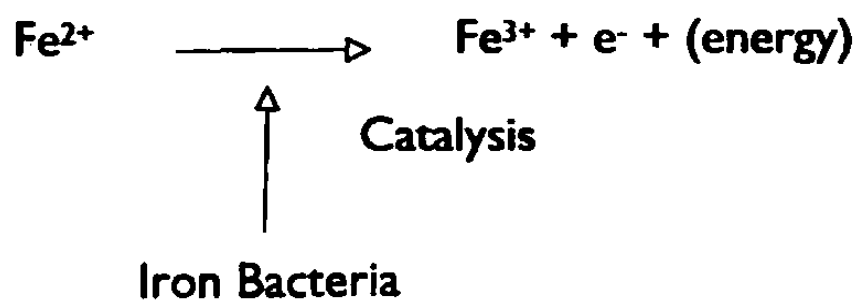 Fe²⁺ Fe³⁺ + e⁻ + (energy)
Catalysis
Iron Bacteria